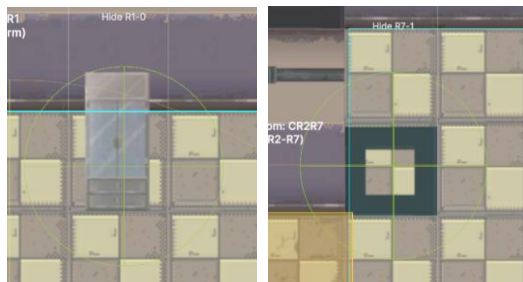 R1
Hide R1-0
rm)
Hide R7-1
om: CR2R7
R2-R7)